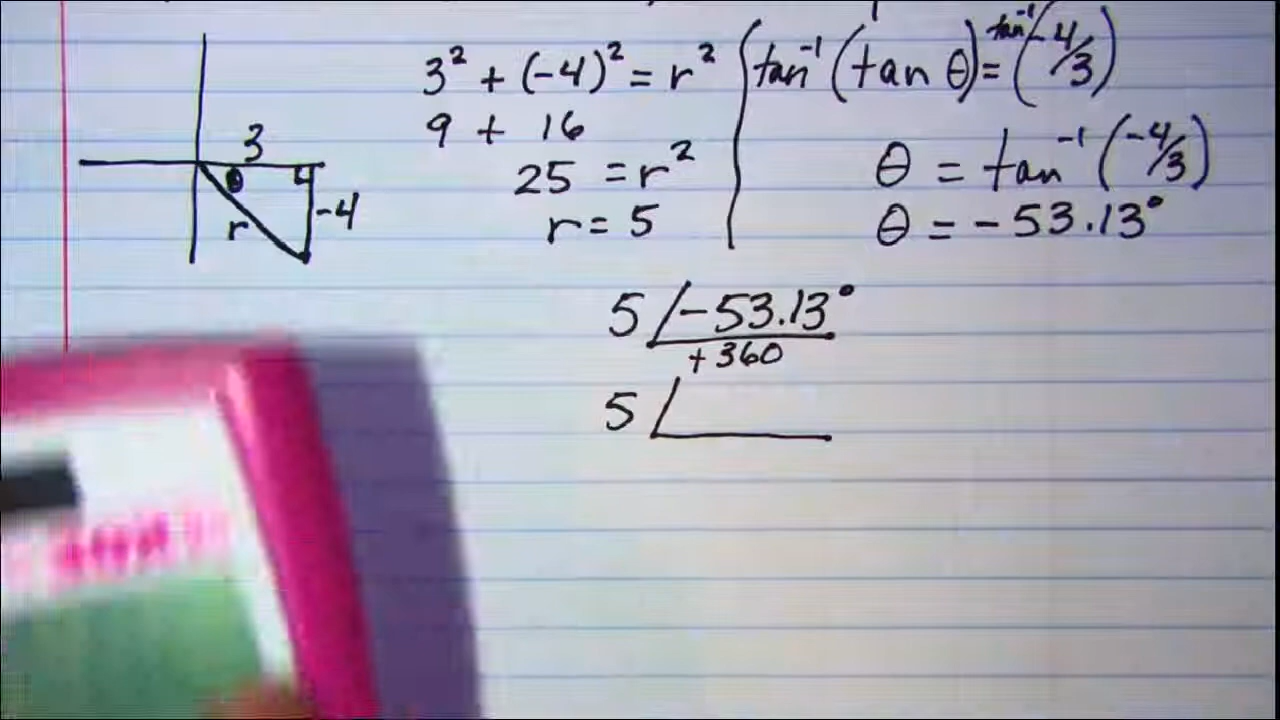 3
θ
-4
r
3² + (-4)² = r²
9 + 16
25 = r²
r = 5
tan⁻¹(tan θ) = tan⁻¹(-4/3)
θ = tan⁻¹(-4/3)
θ = -53.13°
5 /-53.13°
+360
5 /